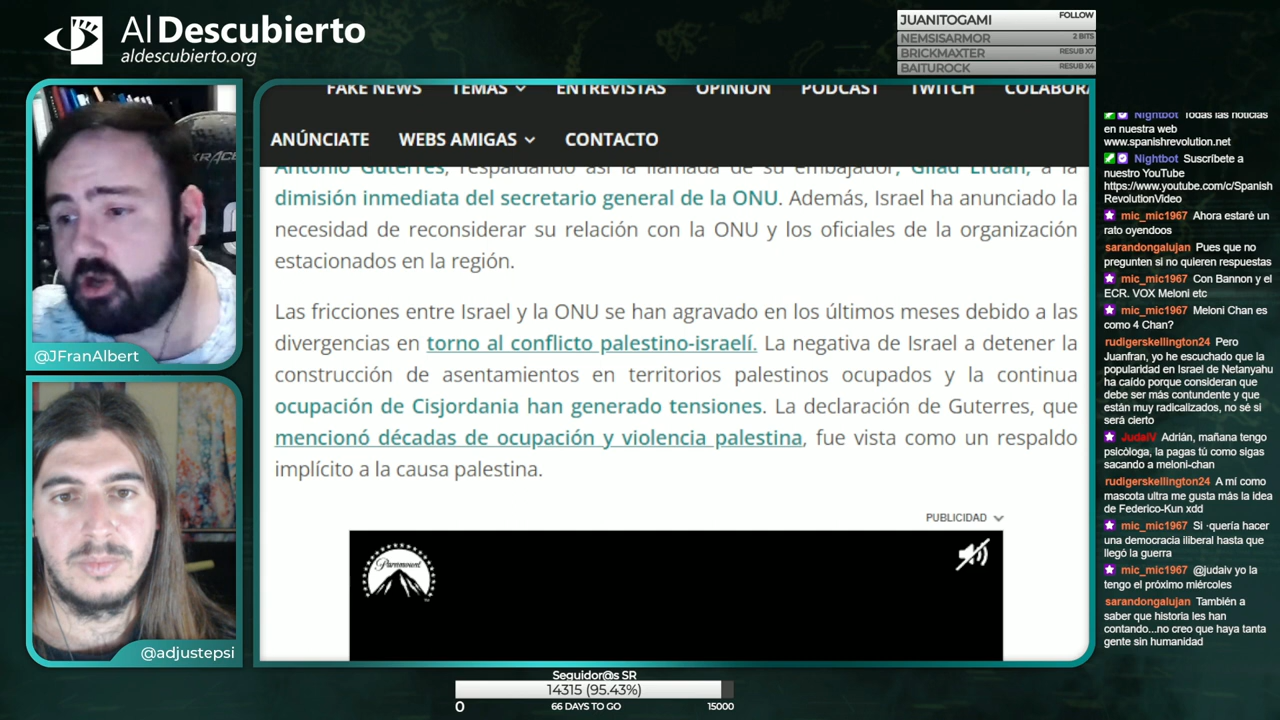 Al Descubierto
aldescubierto.org
JUANITOGAMI FOLLOW
NEMSISARMOR 2 BITS
BRICKMAXTER RESUB X7
BAITUROCK RESUB X4
@JFranAlbert
@adjustepsi
FAKE NEWS TEMAS ENTREVISTAS OPINIÓN PODCAST TWITCH COLABORA
ANÚNCIATE WEBS AMIGAS CONTACTO
Antonio Guterres, respaldando así la llamada de su embajador, Gilad Erdan, a la
dimisión inmediata del secretario general de la ONU. Además, Israel ha anunciado la
necesidad de reconsiderar su relación con la ONU y los oficiales de la organización
estacionados en la región.
Las fricciones entre Israel y la ONU se han agravado en los últimos meses debido a las
divergencias en torno al conflicto palestino-israelí. La negativa de Israel a detener la
construcción de asentamientos en territorios palestinos ocupados y la continua
ocupación de Cisjordania han generado tensiones. La declaración de Guterres, que
mencionó décadas de ocupación y violencia palestina, fue vista como un respaldo
implícito a la causa palestina.
PUBLICIDAD
Paramount
Nightbot Todas las noticias
en nuestra web
www.spanishrevolution.net
Nightbot Suscríbete a
nuestro YouTube
https://www.youtube.com/c/Spanish
RevolutionVideo
mic_mic1967 Ahora estaré un
rato oyendoos
sarandongalujan Pues que no
pregunten si no quieren respuestas
mic_mic1967 Con Bannon y el
ECR. VOX Meloni etc
mic_mic1967 Meloni Chan es
como 4 Chan?
rudigerskellington24 Pero
Juanfran, yo he escuchado que la
popularidad en Israel de Netanyahu
ha caído porque consideran que
debe ser más contundente y que
están muy radicalizados, no sé si
será cierto
JudaIV Adrián, mañana tengo
psicóloga, la pagas tú como sigas
sacando a meloni-chan
rudigerskellington24 A mí como
mascota ultra me gusta más la idea
de Federico-Kun xdd
mic_mic1967 Si ·quería hacer
una democracia iliberal hasta que
llegó la guerra
mic_mic1967 @judaiv yo la
tengo el próximo miércoles
sarandongalujan También a
saber que historia les han
contando...no creo que haya tanta
gente sin humanidad
Seguidor@s SR
14315 (95.43%)
0 66 DAYS TO GO 15000